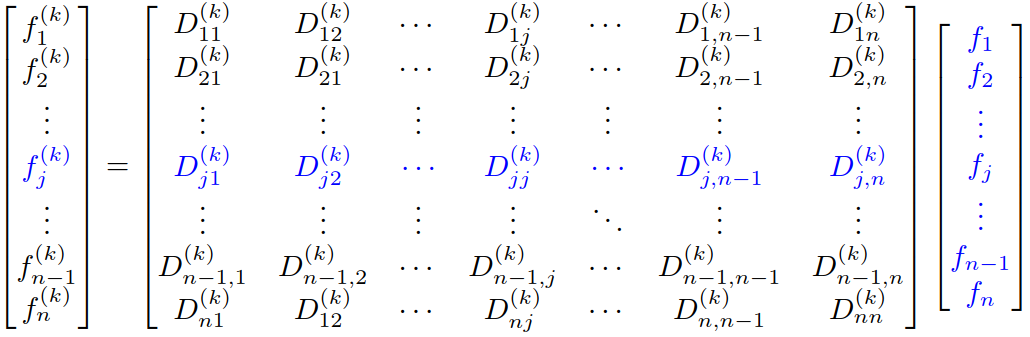 f_1^{(k)} D_{11}^{(k)} D_{12}^{(k)} ⋯ D_{1j}^{(k)} ⋯ D_{1,n−1}^{(k)} D_{1n}^{(k)} f_1
f_2^{(k)} D_{21}^{(k)} D_{21}^{(k)} ⋯ D_{2j}^{(k)} ⋯ D_{2,n−1}^{(k)} D_{2,n}^{(k)} f_2
⋮ ⋮ ⋮ ⋮ ⋮ ⋮ ⋮ ⋮ ⋮
f_j^{(k)} = D_{j1}^{(k)} D_{j2}^{(k)} ⋯ D_{jj}^{(k)} ⋯ D_{j,n−1}^{(k)} D_{j,n}^{(k)} f_j
⋮ ⋮ ⋮ ⋮ ⋮ ⋱ ⋮ ⋮ ⋮
f_{n−1}^{(k)} D_{n−1,1}^{(k)} D_{n−1,2}^{(k)} ⋯ D_{n−1,j}^{(k)} ⋯ D_{n−1,n−1}^{(k)} D_{n−1,n}^{(k)} f_{n−1}
f_n^{(k)} D_{n1}^{(k)} D_{12}^{(k)} ⋯ D_{nj}^{(k)} ⋯ D_{n,n−1}^{(k)} D_{nn}^{(k)} f_n